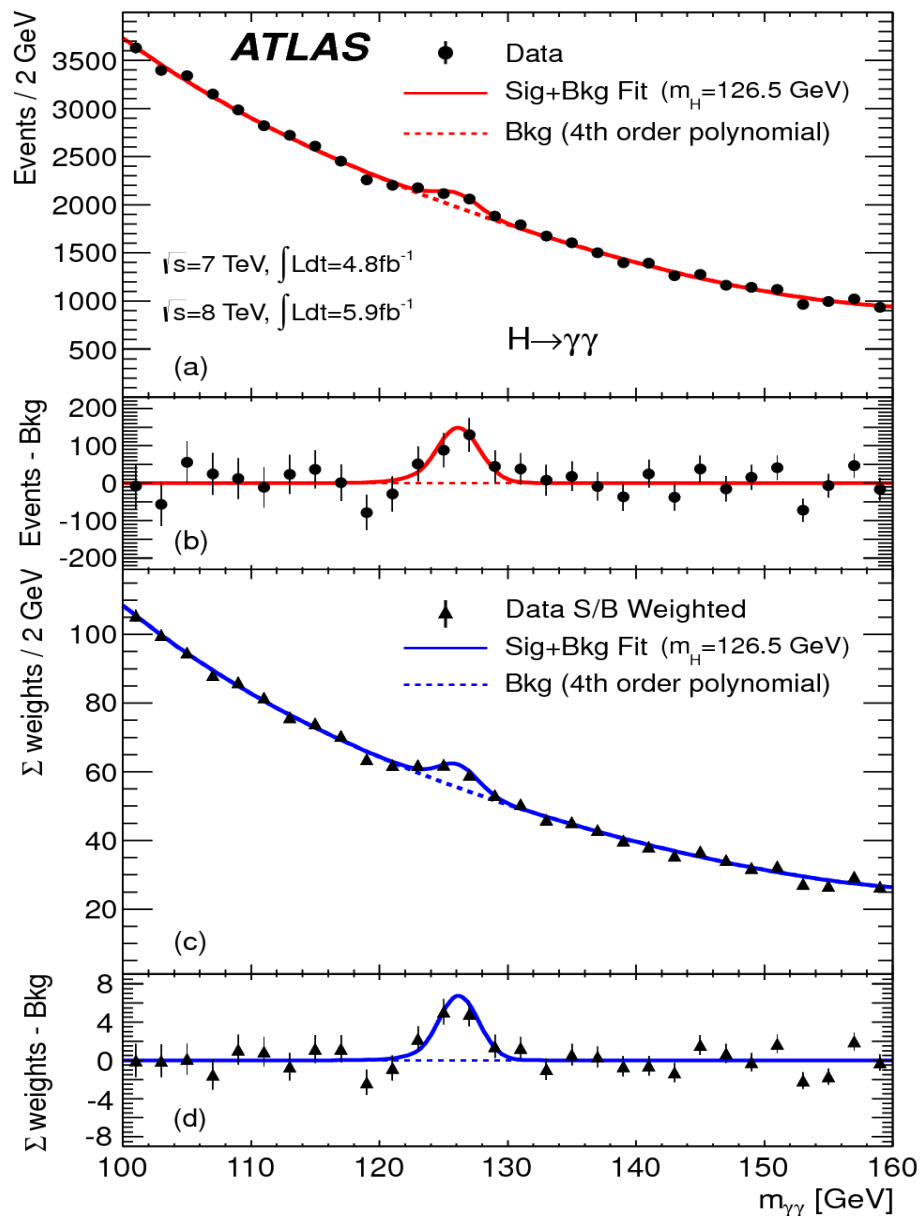 ATLAS
Data
Sig+Bkg Fit (m_H=126.5 GeV)
Bkg (4th order polynomial)
Events / 2 GeV
3500
3000
2500
2000
1500
1000
500
√s=7 TeV, ∫Ldt=4.8fb⁻¹
√s=8 TeV, ∫Ldt=5.9fb⁻¹
H→γγ
(a)
Events - Bkg
200
100
0
-100
-200
(b)
Σ weights / 2 GeV
100
80
60
40
20
Data S/B Weighted
Sig+Bkg Fit (m_H=126.5 GeV)
Bkg (4th order polynomial)
(c)
Σ weights - Bkg
8
4
0
-4
-8
(d)
100 110 120 130 140 150 160
m_γγ [GeV]